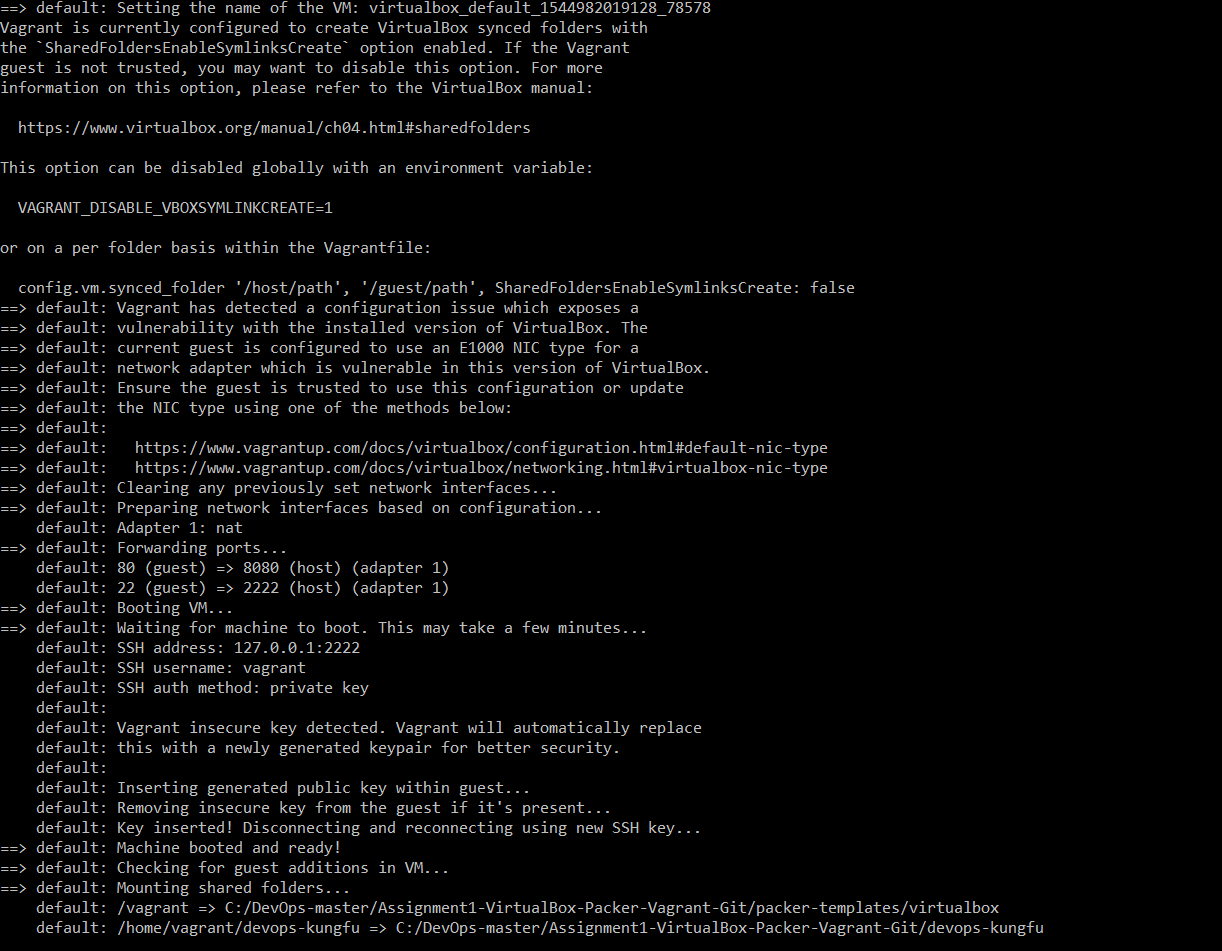 ==> default: Setting the name of the VM: virtualbox_default_1544982019128_78578
Vagrant is currently configured to create VirtualBox synced folders with
the `SharedFoldersEnableSymlinksCreate` option enabled. If the Vagrant
guest is not trusted, you may want to disable this option. For more
information on this option, please refer to the VirtualBox manual:

  https://www.virtualbox.org/manual/ch04.html#sharedfolders

This option can be disabled globally with an environment variable:

  VAGRANT_DISABLE_VBOXSYMLINKCREATE=1

or on a per folder basis within the Vagrantfile:

  config.vm.synced_folder '/host/path', '/guest/path', SharedFoldersEnableSymlinksCreate: false
==> default: Vagrant has detected a configuration issue which exposes a
==> default: vulnerability with the installed version of VirtualBox. The
==> default: current guest is configured to use an E1000 NIC type for a
==> default: network adapter which is vulnerable in this version of VirtualBox.
==> default: Ensure the guest is trusted to use this configuration or update
==> default: the NIC type using one of the methods below:
==> default:
==> default:   https://www.vagrantup.com/docs/virtualbox/configuration.html#default-nic-type
==> default:   https://www.vagrantup.com/docs/virtualbox/networking.html#virtualbox-nic-type
==> default: Clearing any previously set network interfaces...
==> default: Preparing network interfaces based on configuration...
    default: Adapter 1: nat
==> default: Forwarding ports...
    default: 80 (guest) => 8080 (host) (adapter 1)
    default: 22 (guest) => 2222 (host) (adapter 1)
==> default: Booting VM...
==> default: Waiting for machine to boot. This may take a few minutes...
    default: SSH address: 127.0.0.1:2222
    default: SSH username: vagrant
    default: SSH auth method: private key
    default:
    default: Vagrant insecure key detected. Vagrant will automatically replace
    default: this with a newly generated keypair for better security.
    default:
    default: Inserting generated public key within guest...
    default: Removing insecure key from the guest if it's present...
    default: Key inserted! Disconnecting and reconnecting using new SSH key...
==> default: Machine booted and ready!
==> default: Checking for guest additions in VM...
==> default: Mounting shared folders...
    default: /vagrant => C:/DevOps-master/Assignment1-VirtualBox-Packer-Vagrant-Git/packer-templates/virtualbox
    default: /home/vagrant/devops-kungfu => C:/DevOps-master/Assignment1-VirtualBox-Packer-Vagrant-Git/devops-kungfu